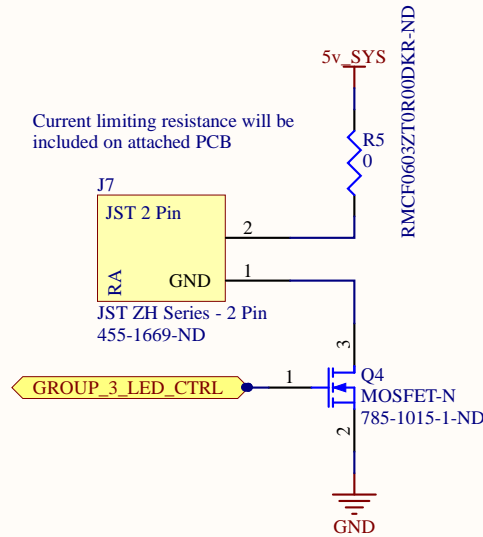 5v_SYS
RMCF0603ZT0R00DKR-ND
Current limiting resistance will be
included on attached PCB
R5
0
J7
JST 2 Pin
2
GND
1
RA
JST ZH Series - 2 Pin
455-1669-ND
3
GROUP_3_LED_CTRL
1
Q4
MOSFET-N
785-1015-1-ND
2
GND